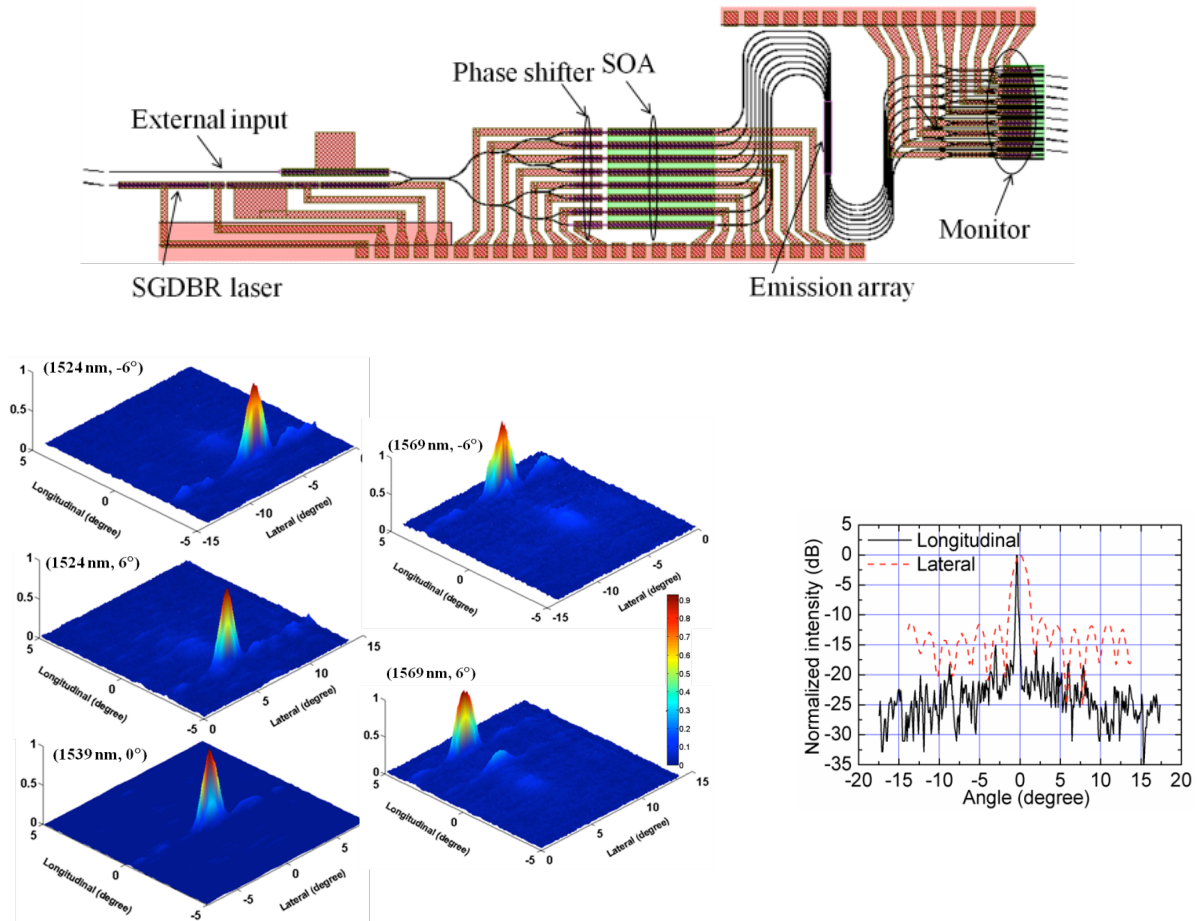 External input
Phase shifter
SOA
SGDBR laser
Emission array
Monitor
(1524 nm, -6°)
1
0.5
0
5
0
-5
Longitudinal (degree)
-15
-10
-5
Lateral (degree)
(1569 nm, -6°)
1
0.5
0
5
0
-5
Longitudinal (degree)
-15
-10
-5
0
Lateral (degree)
(1524 nm, 6°)
1
0.5
0
5
0
-5
Longitudinal (degree)
0
5
10
15
Lateral (degree)
(1569 nm, 6°)
1
0.5
0
5
0
-5
Longitudinal (degree)
0
5
10
15
Lateral (degree)
0.9
0.8
0.7
0.6
0.5
0.4
0.3
0.2
0.1
0
(1539 nm, 0°)
1
0.5
0
5
0
-5
Longitudinal (degree)
-5
0
5
Lateral (degree)
Normalized intensity (dB)
5
0
-5
-10
-15
-20
-25
-30
-35
Longitudinal
Lateral
-20 -15 -10 -5 0 5 10 15 20
Angle (degree)